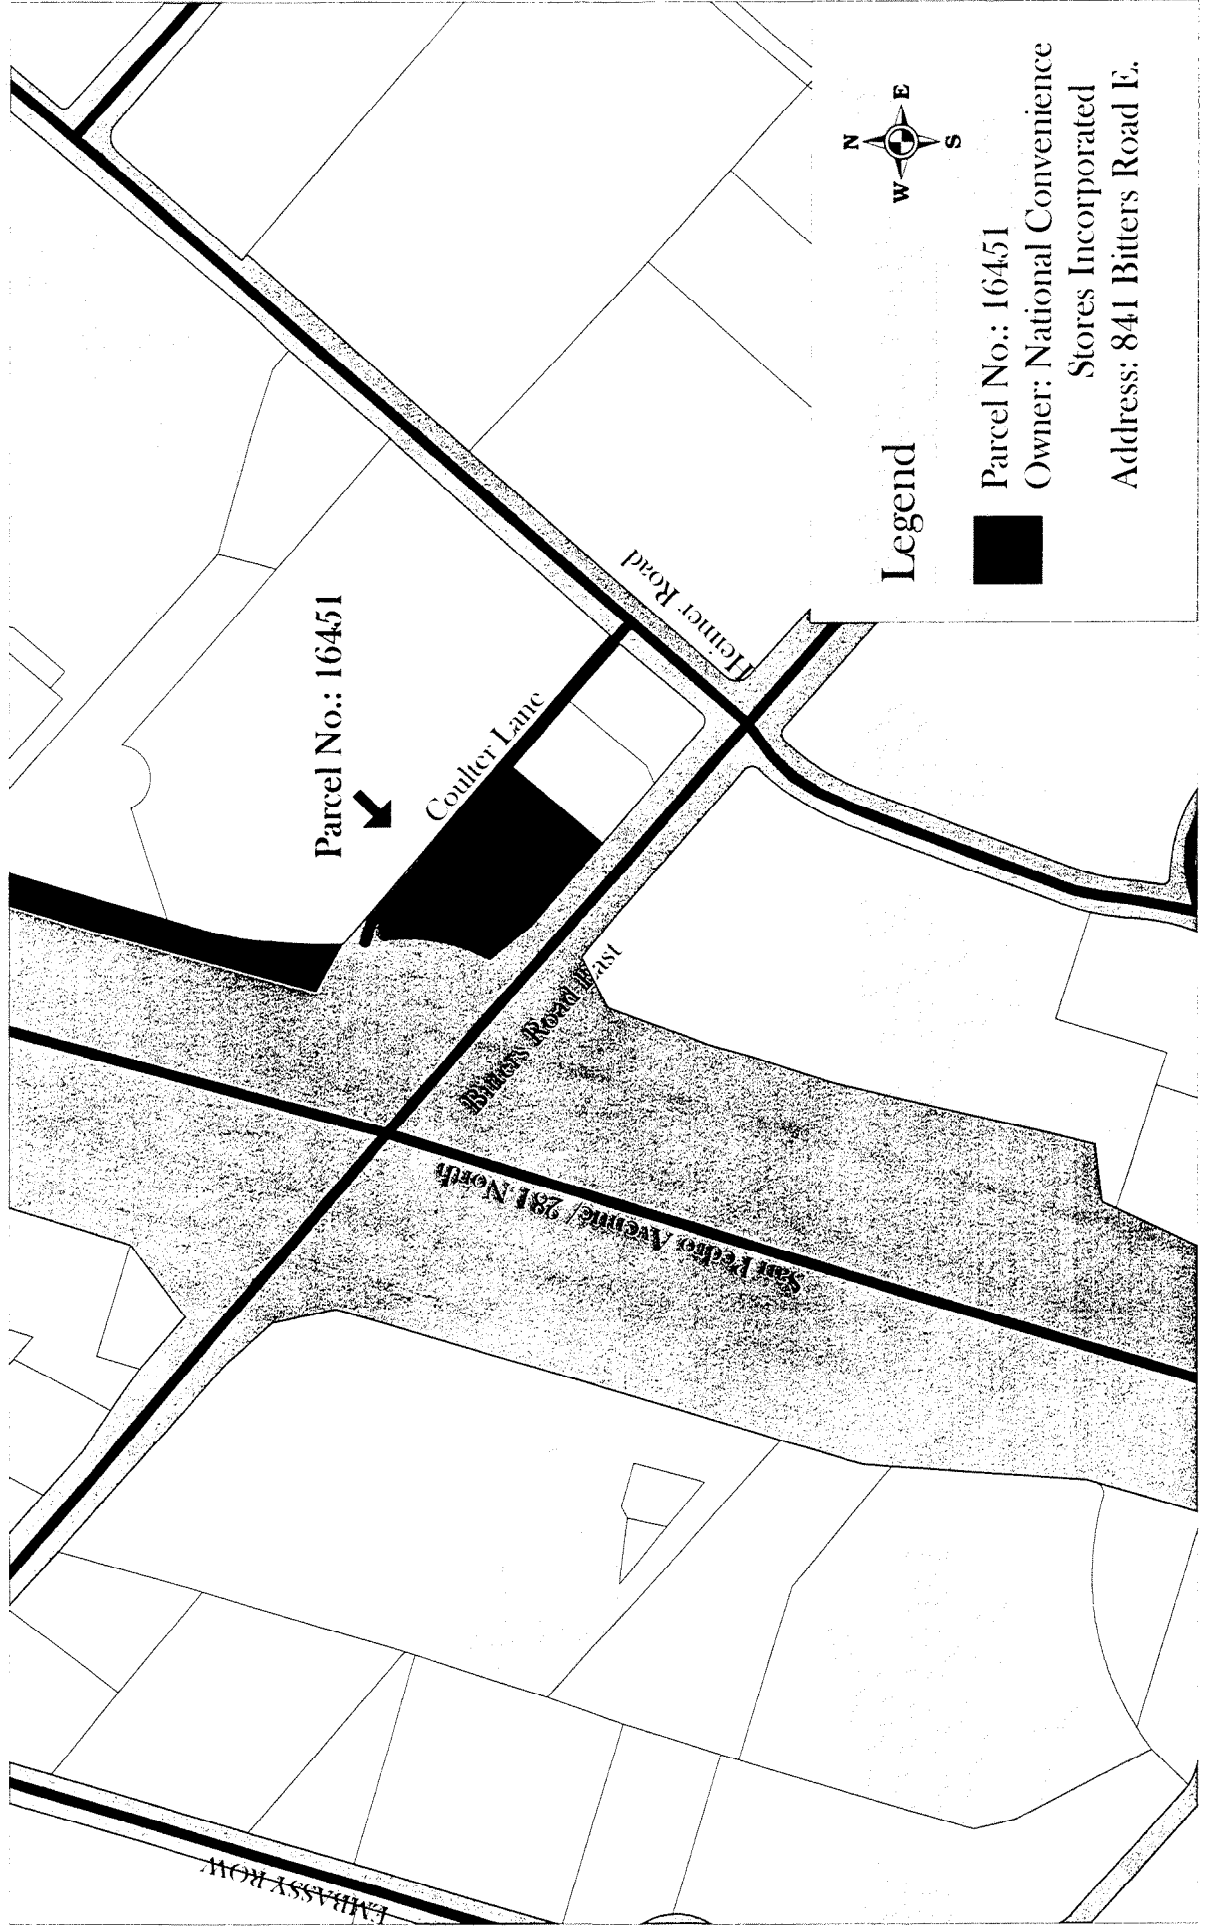 Parcel No.: 16451
Coulter Lane
Heimer Road
Bitters Road East
San Pedro Avenue / 281 North
EMBASSY ROW
Legend
N
W E
S
Parcel No.: 16451
Owner: National Convenience
Stores Incorporated
Address: 841 Bitters Road E.